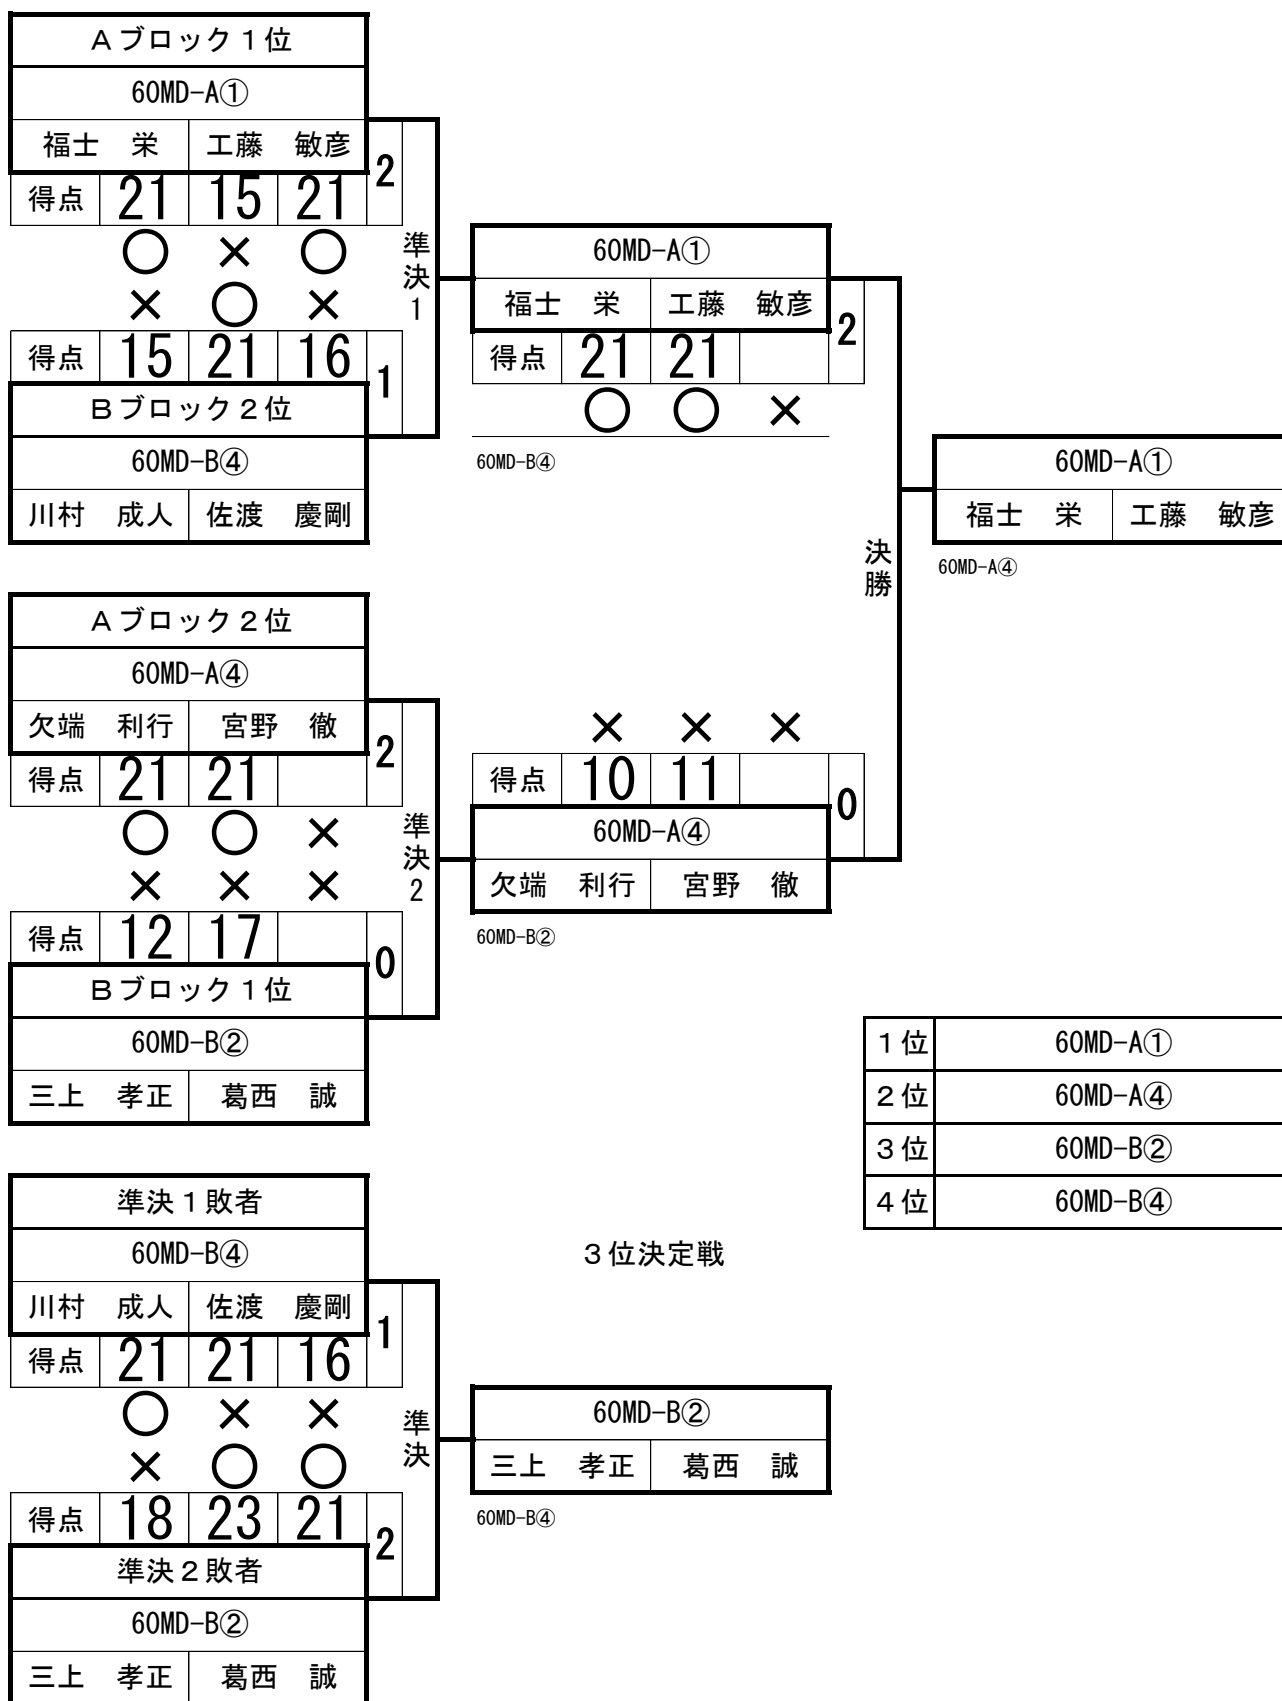 Aブロック1位
60MD-A①
福士 栄 工藤 敏彦
得点 21 15 21 2
○ × ○
× ○ ×
得点 15 21 16 1
Bブロック2位
60MD-B④
川村 成人 佐渡 慶剛
準決1
Aブロック2位
60MD-A④
欠端 利行 宮野 徹
得点 21 21 2
○ ○ ×
× × ×
得点 12 17 0
Bブロック1位
60MD-B②
三上 孝正 葛西 誠
準決2
60MD-A①
福士 栄 工藤 敏彦
得点 21 21 2
○ ○ ×
60MD-B④
× × ×
得点 10 11 0
60MD-A④
欠端 利行 宮野 徹
60MD-B②
決勝
60MD-A①
福士 栄 工藤 敏彦
60MD-A④
1位 60MD-A①
2位 60MD-A④
3位 60MD-B②
4位 60MD-B④
3位決定戦
準決1敗者
60MD-B④
川村 成人 佐渡 慶剛
得点 21 21 16 1
○ × ×
× ○ ○
得点 18 23 21 2
準決2敗者
60MD-B②
三上 孝正 葛西 誠
準決
60MD-B②
三上 孝正 葛西 誠
60MD-B④